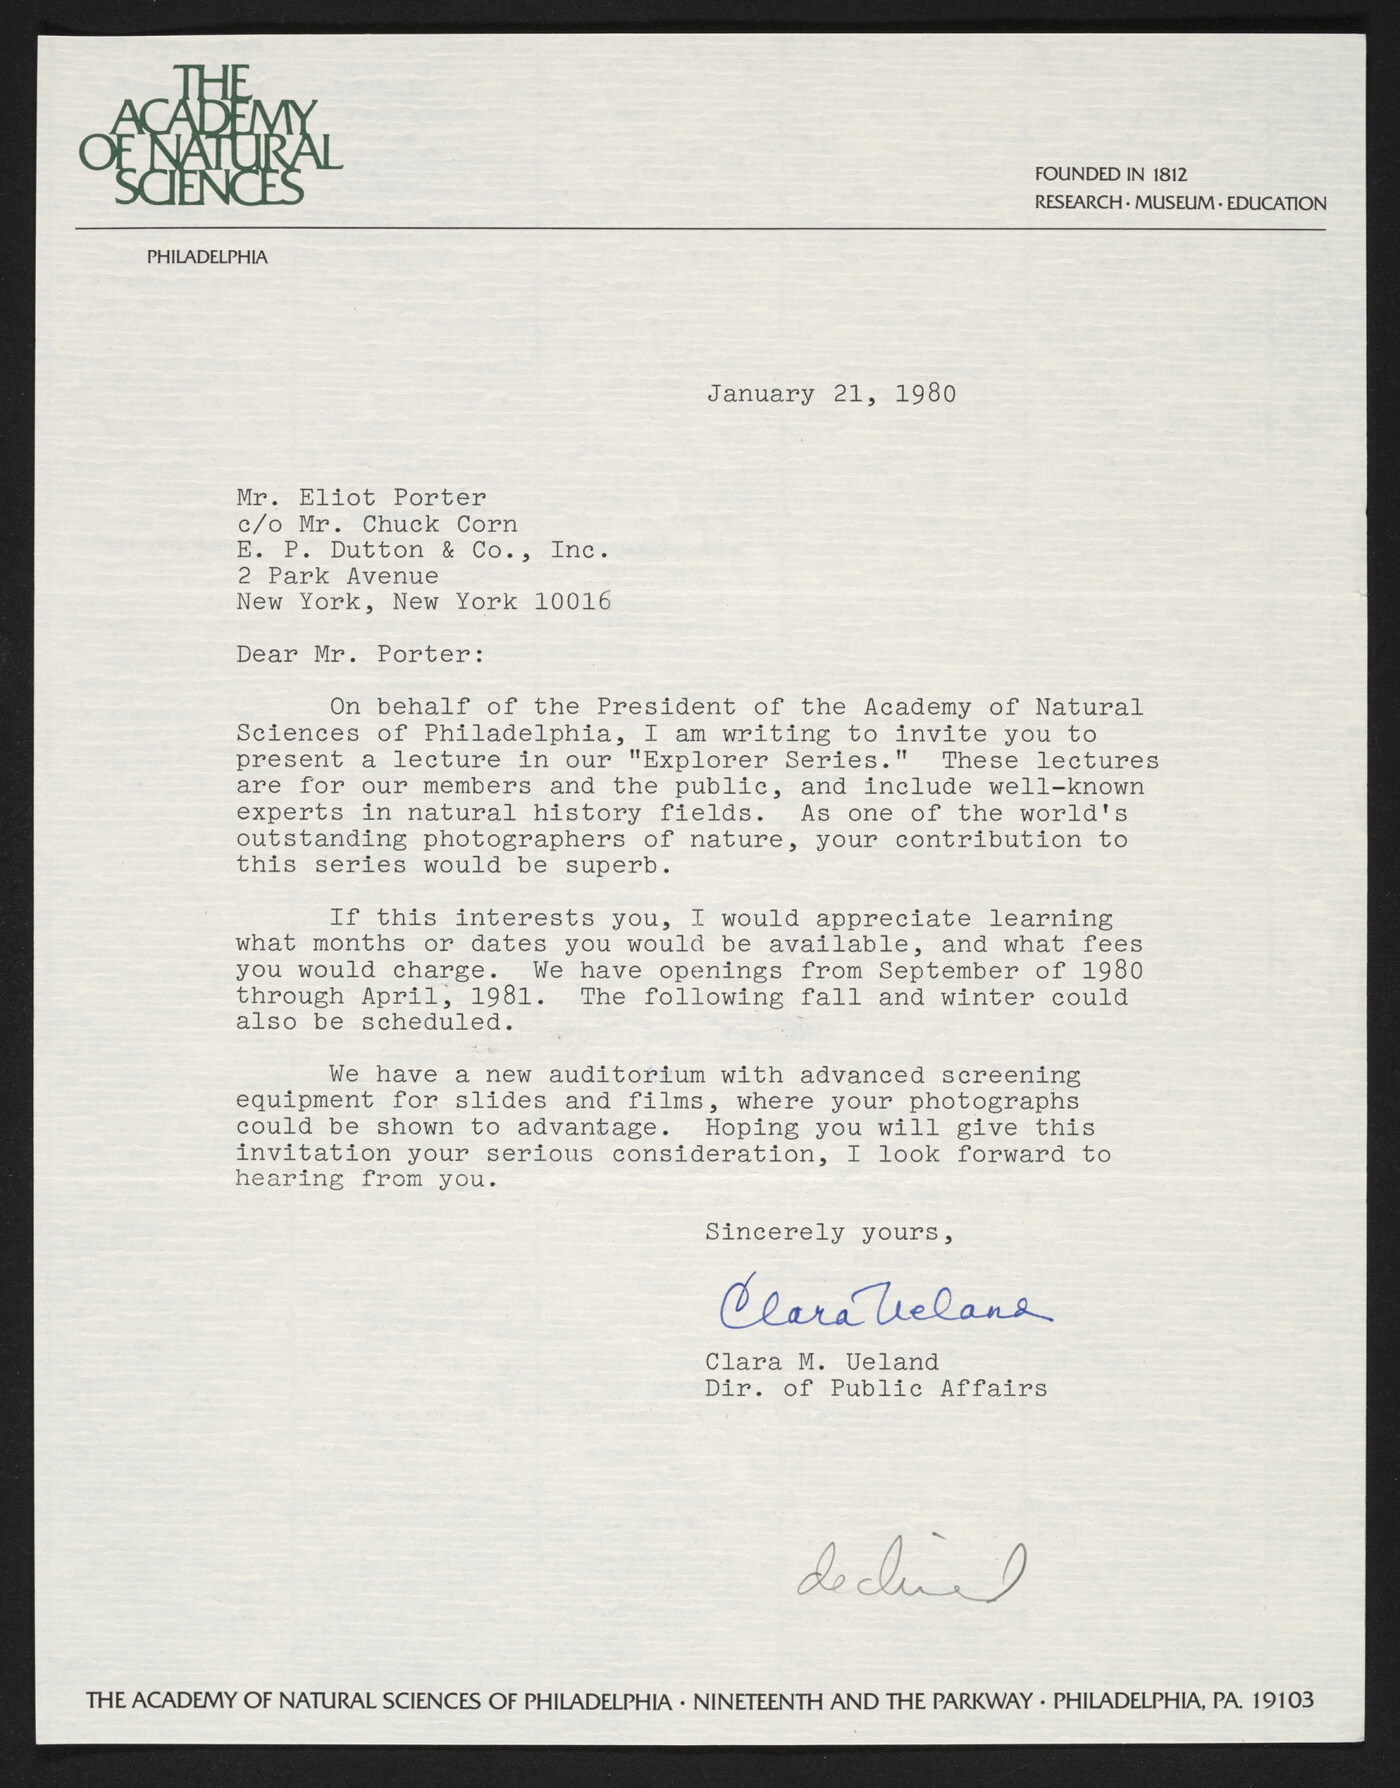 THE
ACADEMY
OF NATURAL
SCIENCES
FOUNDED IN 1812
RESEARCH · MUSEUM · EDUCATION
PHILADELPHIA
January 21, 1980
Mr. Eliot Porter
c/o Mr. Chuck Corn
E. P. Dutton & Co., Inc.
2 Park Avenue
New York, New York 10016
Dear Mr. Porter:
On behalf of the President of the Academy of Natural
Sciences of Philadelphia, I am writing to invite you to
present a lecture in our "Explorer Series."  These lectures
are for our members and the public, and include well-known
experts in natural history fields.  As one of the world's
outstanding photographers of nature, your contribution to
this series would be superb.
If this interests you, I would appreciate learning
what months or dates you would be available, and what fees
you would charge.  We have openings from September of 1980
through April, 1981.  The following fall and winter could
also be scheduled.
We have a new auditorium with advanced screening
equipment for slides and films, where your photographs
could be shown to advantage.  Hoping you will give this
invitation your serious consideration, I look forward to
hearing from you.
Sincerely yours,
Clara Ueland
Clara M. Ueland
Dir. of Public Affairs
declined
THE ACADEMY OF NATURAL SCIENCES OF PHILADELPHIA · NINETEENTH AND THE PARKWAY · PHILADELPHIA, PA. 19103